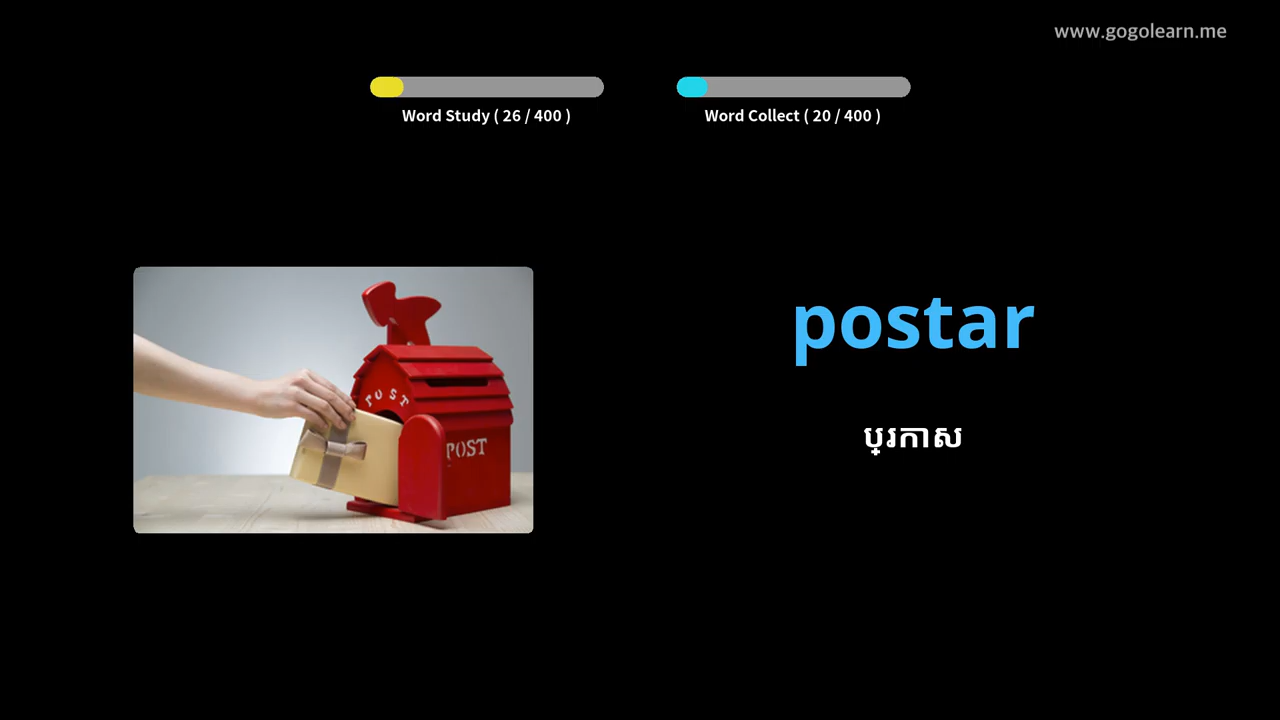 www.gogolearn.me
Word Study ( 26 / 400 )
Word Collect ( 20 / 400 )
POST
POST
postar
ប្រកាស